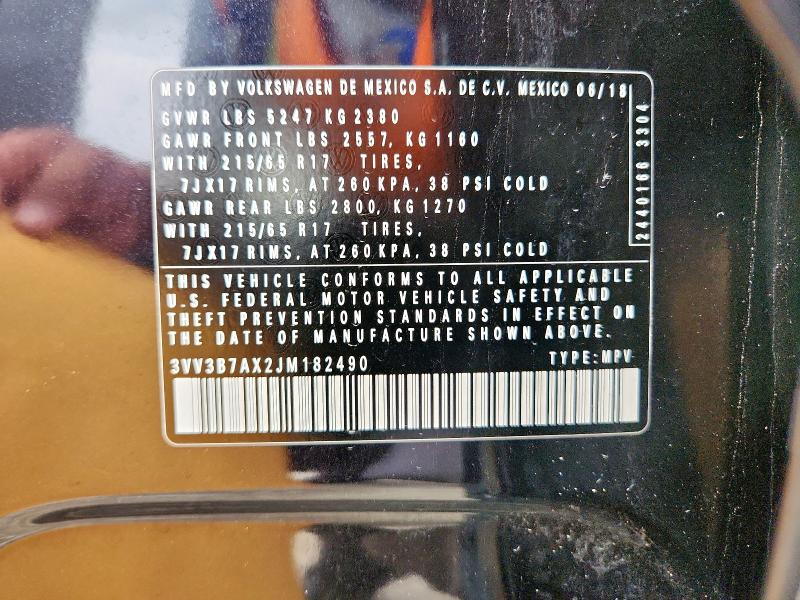 MFD BY VOLKSWAGEN DE MEXICO S.A. DE C.V. MEXICO 06/18
GVWR LBS 5247 KG 2380
GAWR FRONT LBS 2557, KG 1160
WITH 215/65 R17 TIRES,
7JX17 RIMS, AT 260 KPA, 38 PSI COLD
GAWR REAR LBS 2800, KG 1270
WITH 215/65 R17 TIRES,
7JX17 RIMS, AT 260 KPA, 38 PSI COLD
2440166 3304
THIS VEHICLE CONFORMS TO ALL APPLICABLE
U.S. FEDERAL MOTOR VEHICLE SAFETY AND
THEFT PREVENTION STANDARDS IN EFFECT ON
THE DATE OF MANUFACTURE SHOWN ABOVE.
3VV3B7AX2JM182490 TYPE: MPV